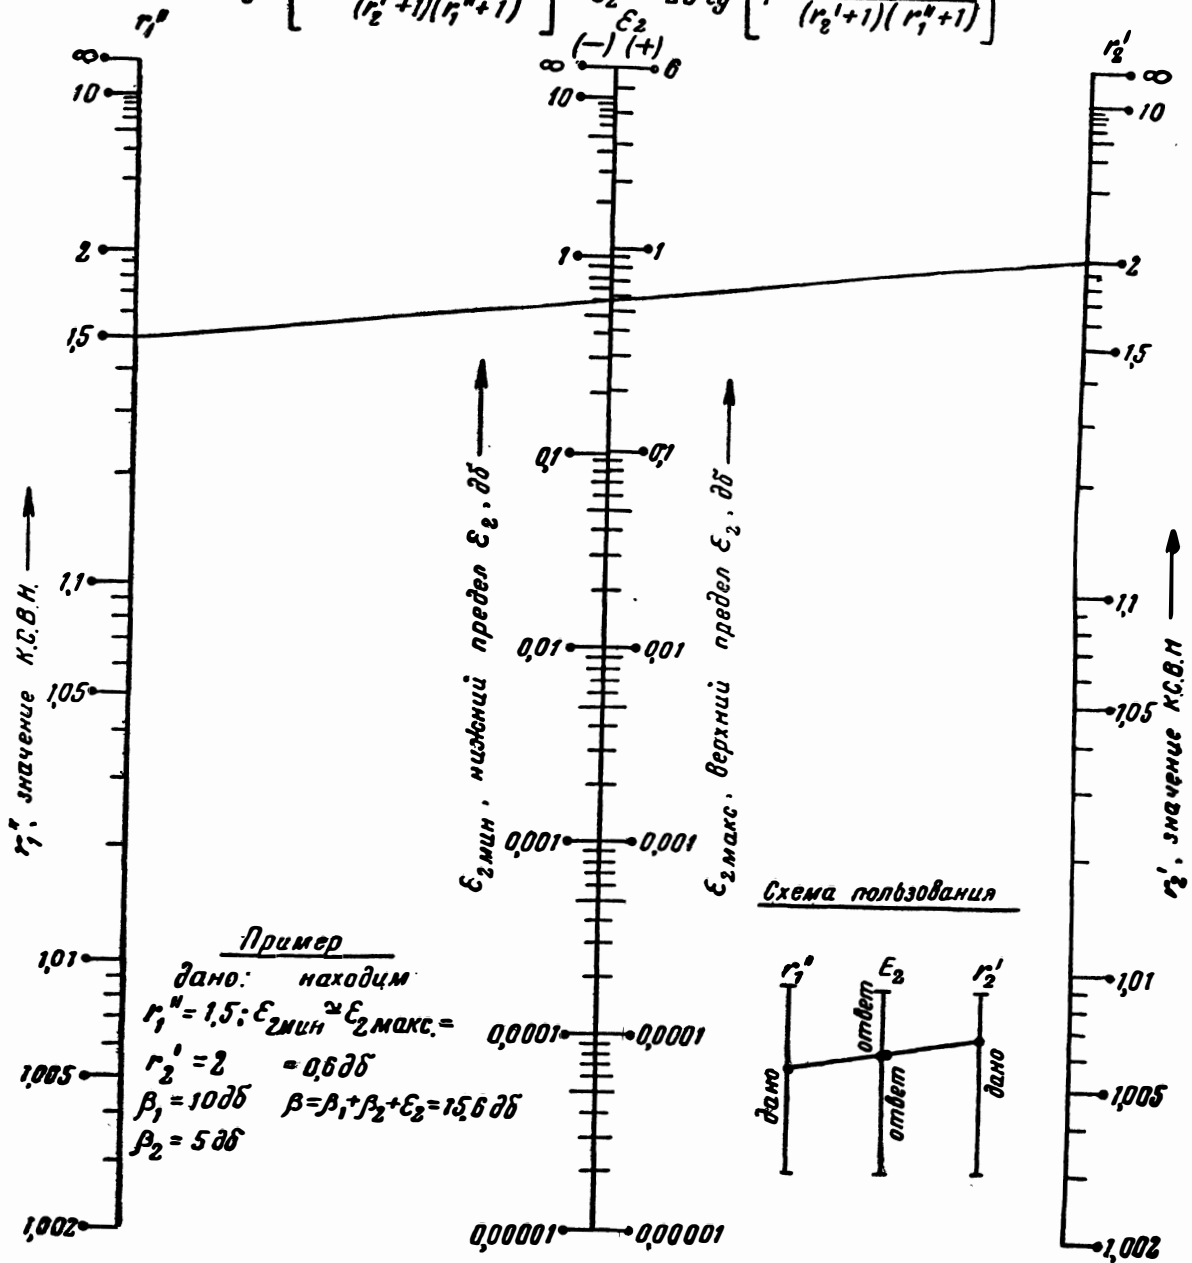 (r₂'+1)(r₁"+1)
(r₂'+1)(r₁"+1)
r₁"
ε₂
(−) (+)
r₂'
∞
∞
6
∞
10
10
10
2
1
1
2
1,5
1,5
0,1
0,1
1,1
1,1
0,01
0,01
1,05
1,05
0,001
0,001
1,01
1,01
0,0001
0,0001
1,005
1,005
1,002
0,00001
0,00001
1,002
r₁", значение К.С.В.Н.
ε₂мин, нижний предел ε₂, дб
ε₂макс. Верхний предел ε₂, дб
r₂', значение К.С.В.Н
Пример
дано: находим
r₁" = 1,5; ε₂мин ≃ ε₂макс. =
r₂' = 2 = 0,6 дб
β₁ = 10 дб β=β₁+β₂+ε₂=15,6 дб
β₂ = 5 дб
Схема пользования
r₁" Ε₂ r₂'
дано
ответ
ответ
дано